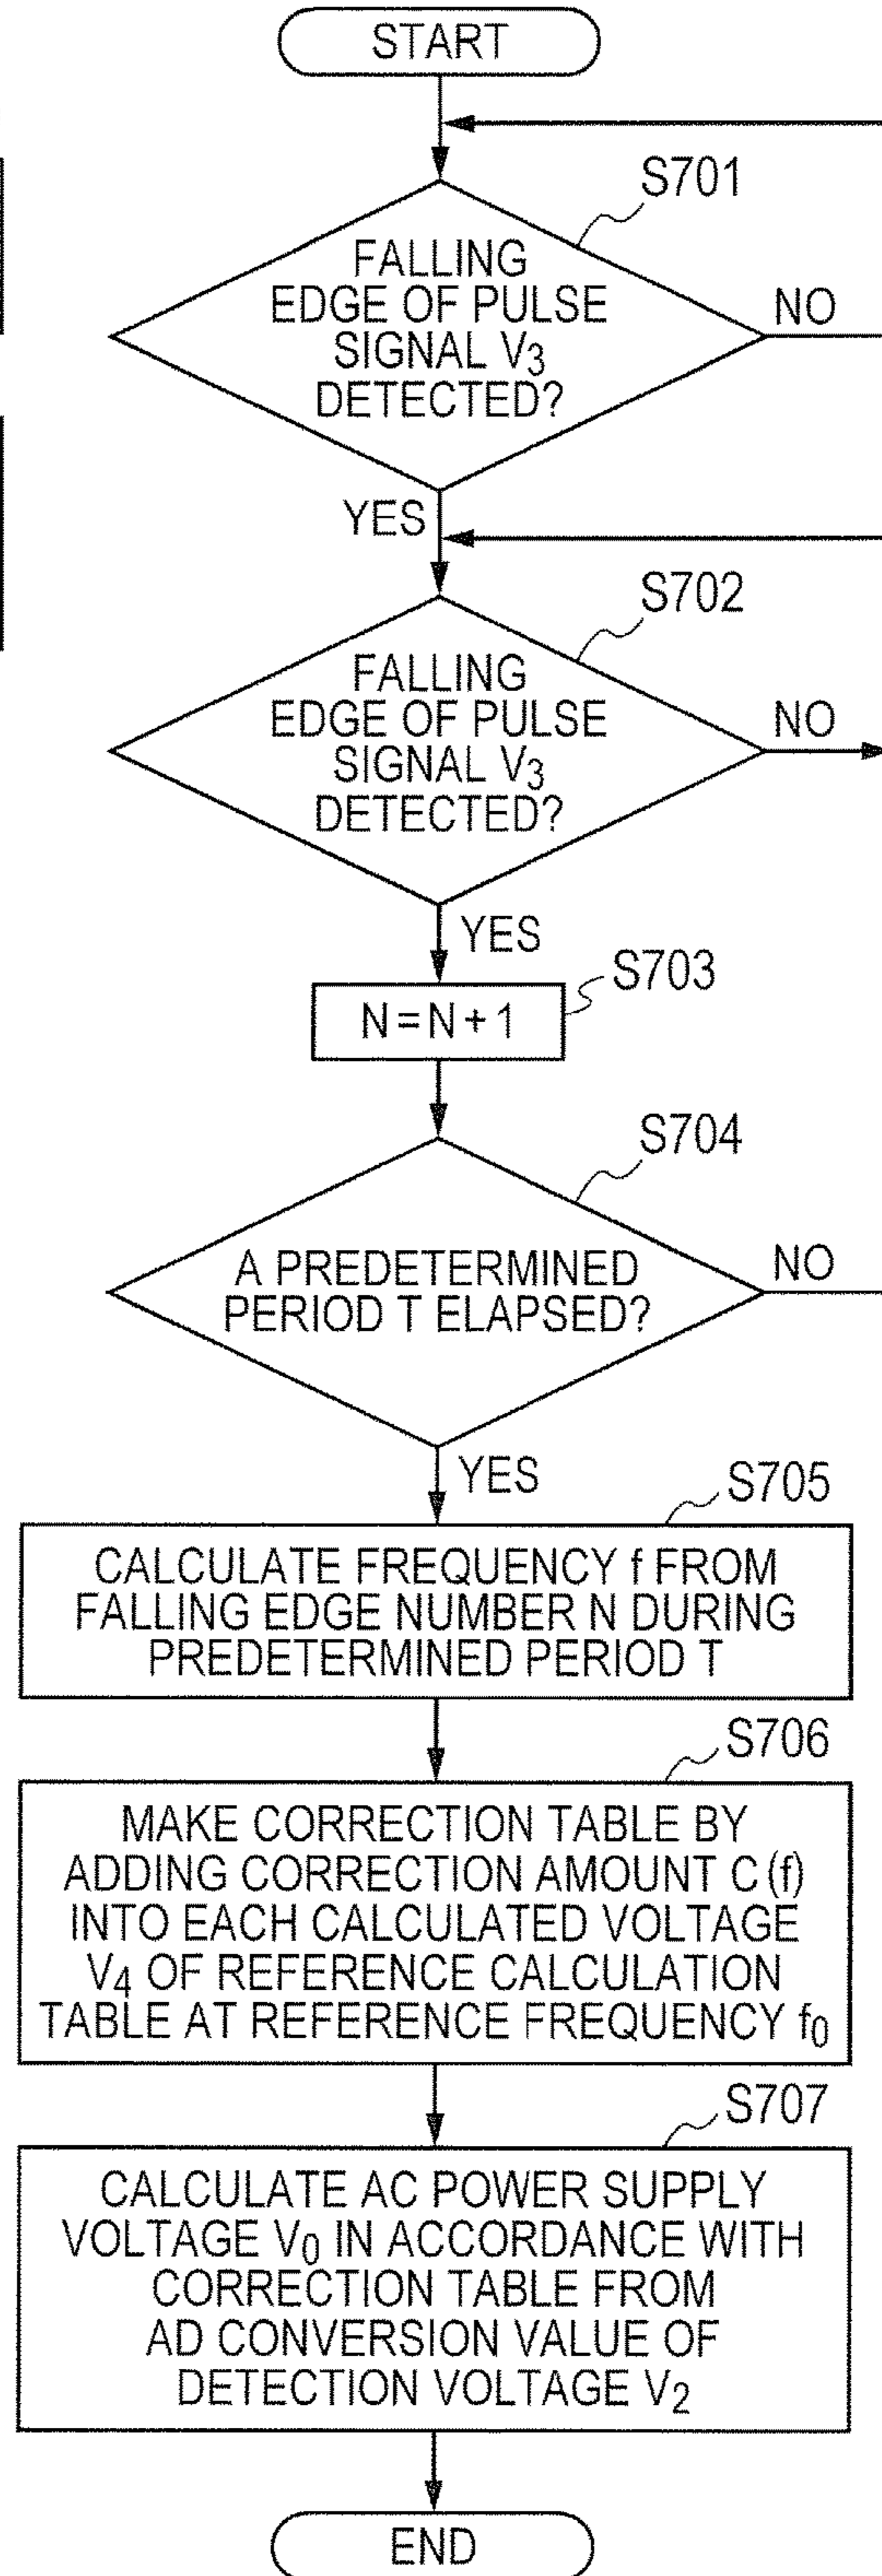 START
S701
FALLING
EDGE OF PULSE
SIGNAL V₃
DETECTED?
NO
YES
S702
FALLING
EDGE OF PULSE
SIGNAL V₃
DETECTED?
NO
YES
S703
N = N + 1
S704
A PREDETERMINED
PERIOD T ELAPSED?
NO
YES
S705
CALCULATE FREQUENCY f FROM
FALLING EDGE NUMBER N DURING
PREDETERMINED PERIOD T
S706
MAKE CORRECTION TABLE BY
ADDING CORRECTION AMOUNT C (f)
INTO EACH CALCULATED VOLTAGE
V₄ OF REFERENCE CALCULATION
TABLE AT REFERENCE FREQUENCY f₀
S707
CALCULATE AC POWER SUPPLY
VOLTAGE V₀ IN ACCORDANCE WITH
CORRECTION TABLE FROM
AD CONVERSION VALUE OF
DETECTION VOLTAGE V₂
END